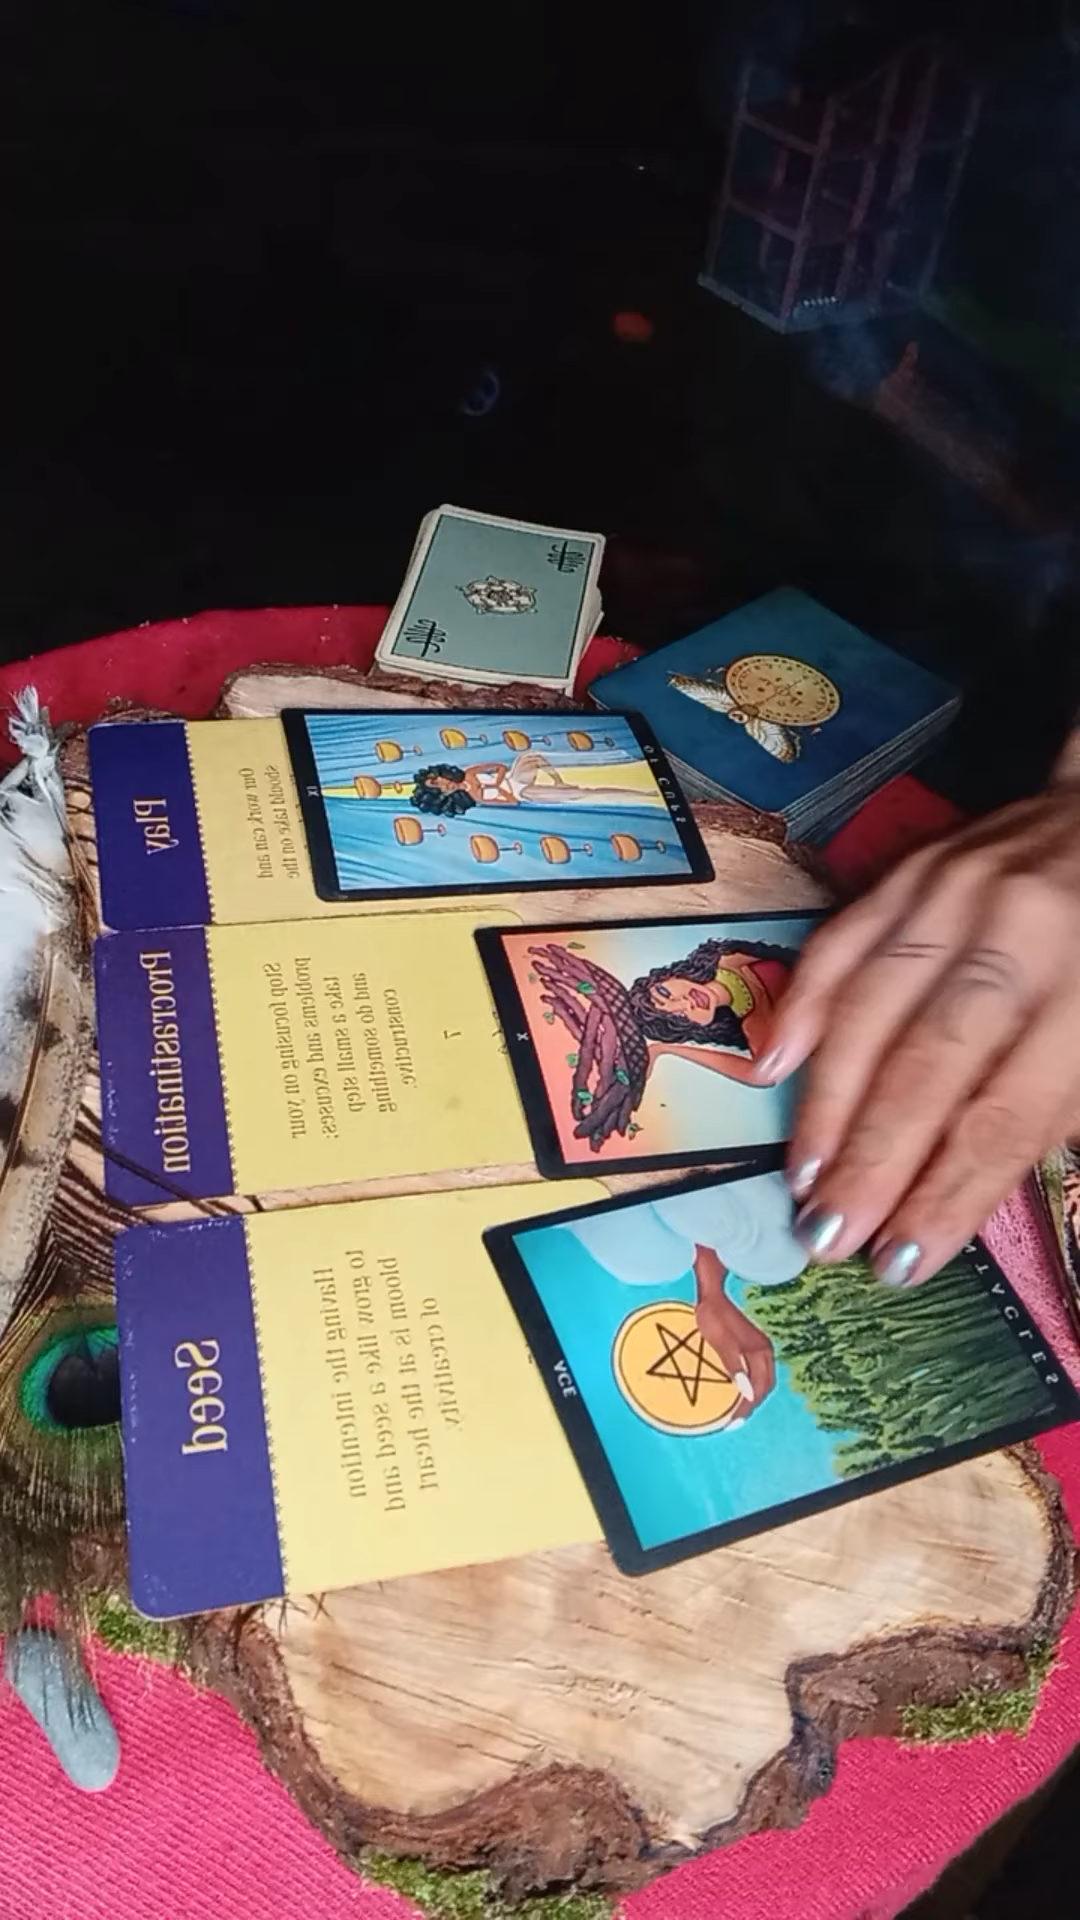 Play
Our work can and
should take on the
IX
OF CUPS
Procrastination
Stop focusing on your
problems and excuses;
take a small step
and do something
constructive.
7
X
Seed
Having the intention
to grow like a seed and
bloom is at the heart
of creativity.
ACE